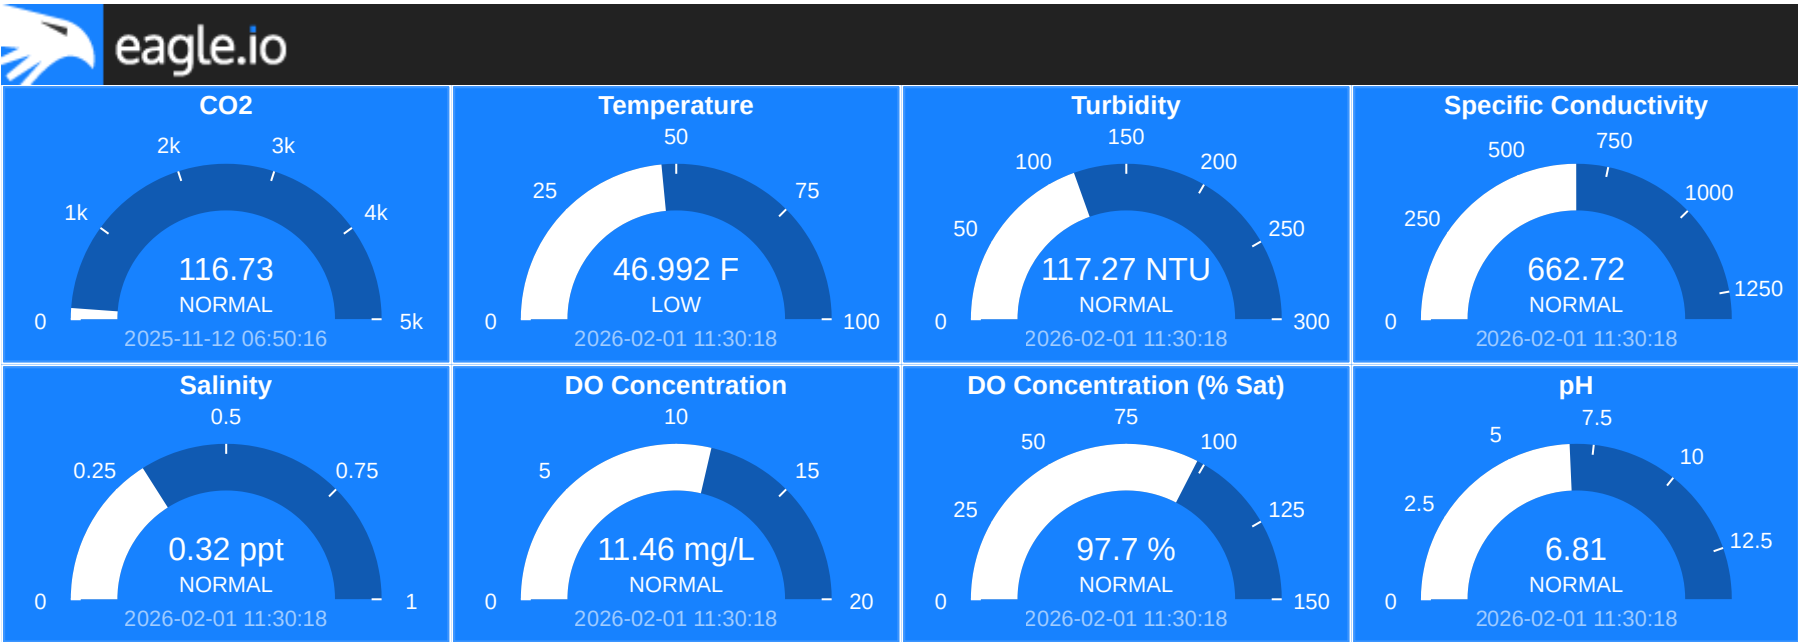 eagle.io
CO2
0
1k
2k
3k
4k
5k
116.73
NORMAL
2025-11-12 06:50:16
Temperature
0
25
50
75
100
46.992 F
LOW
2026-02-01 11:30:18
Turbidity
0
50
100
150
200
250
300
117.27 NTU
NORMAL
2026-02-01 11:30:18
Specific Conductivity
0
250
500
750
1000
1250
662.72
NORMAL
2026-02-01 11:30:18
Salinity
0
0.25
0.5
0.75
1
0.32 ppt
NORMAL
2026-02-01 11:30:18
DO Concentration
0
5
10
15
20
11.46 mg/L
NORMAL
2026-02-01 11:30:18
DO Concentration (% Sat)
0
25
50
75
100
125
150
97.7 %
NORMAL
2026-02-01 11:30:18
pH
0
2.5
5
7.5
10
12.5
6.81
NORMAL
2026-02-01 11:30:18